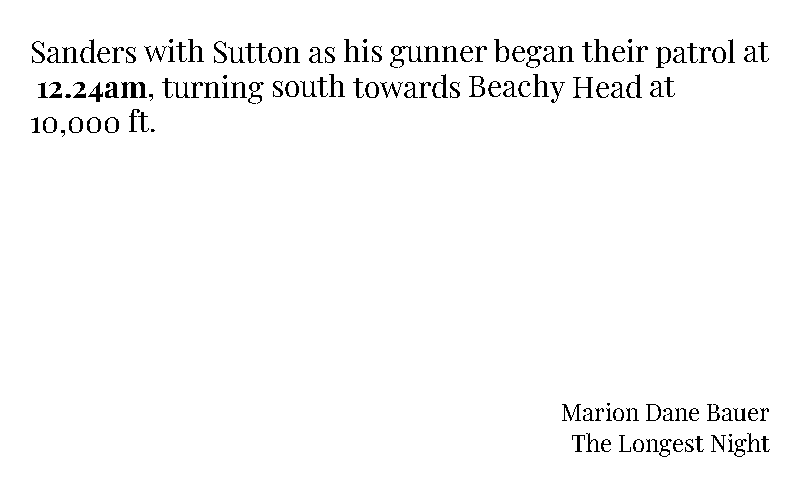 Sanders with Sutton as his gunner began their patrol at
12.24am, turning south towards Beachy Head at
10,000 ft.
Marion Dane Bauer
The Longest Night